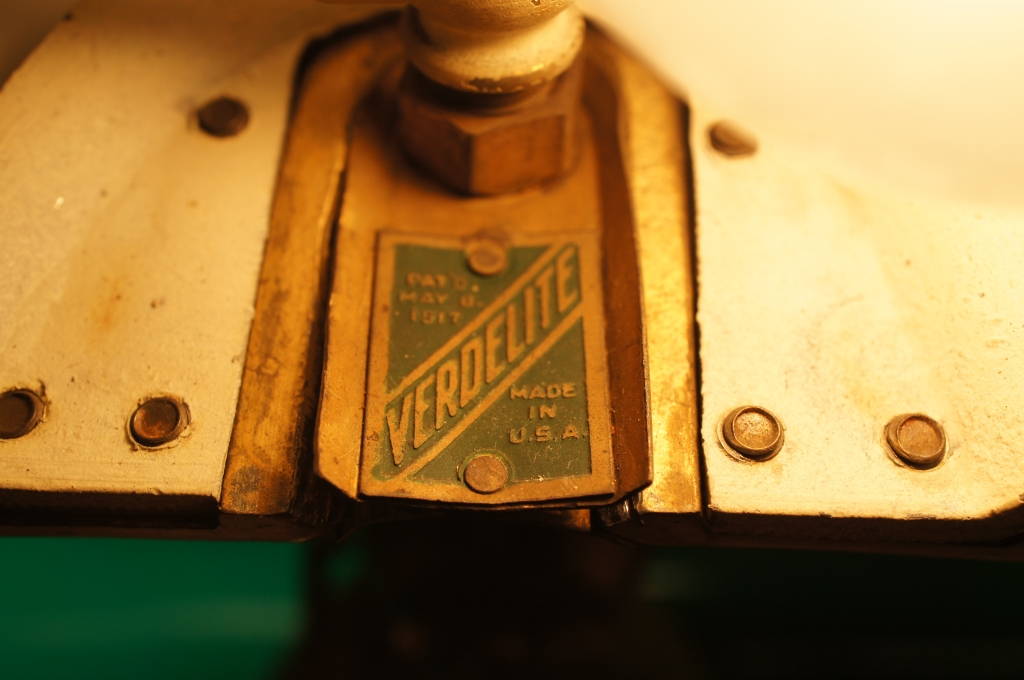 PAT'D.
MAY 8.
1917
VERDELITE
MADE
IN
U.S.A.